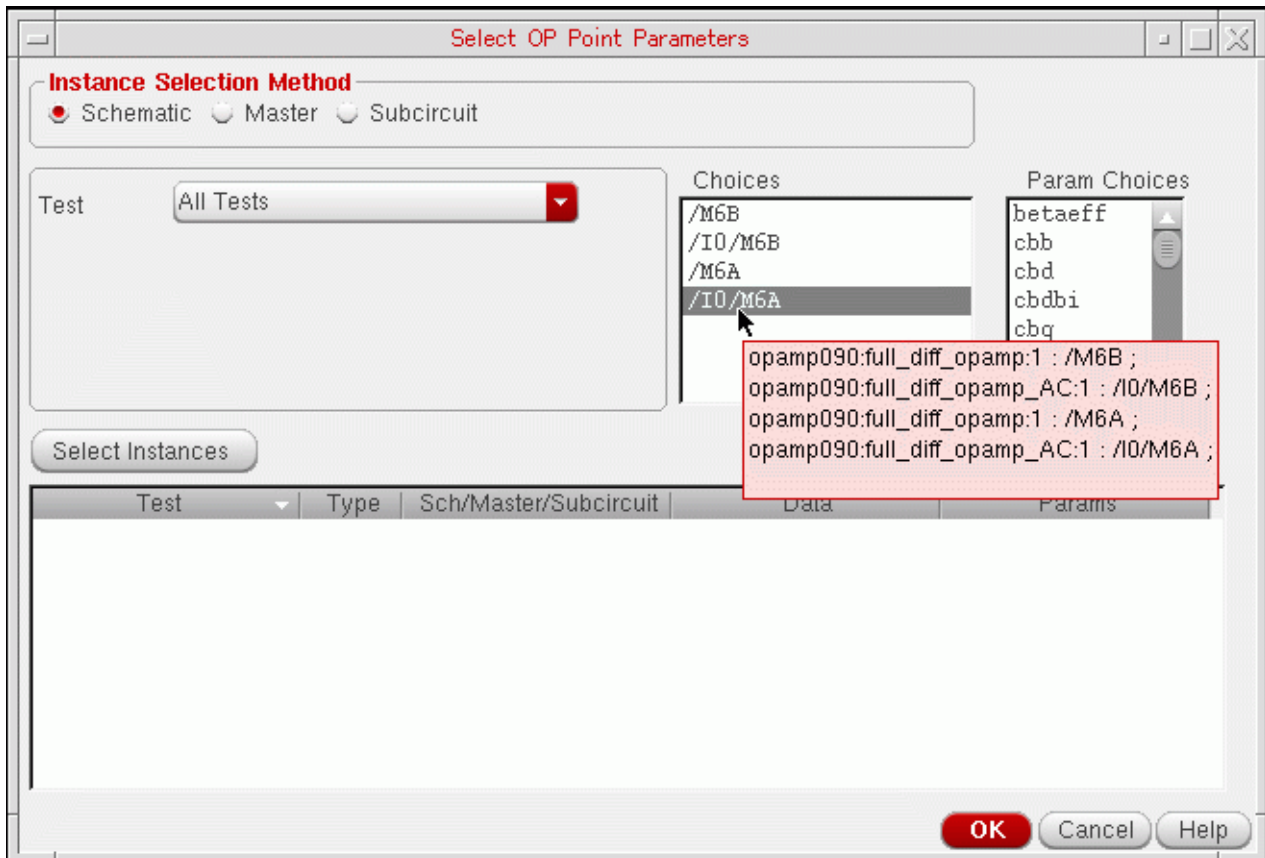 Select OP Point Parameters
Instance Selection Method
Schematic Master Subcircuit
Test All Tests
Choices
/M6B
/I0/M6B
/M6A
/I0/M6A
Param Choices
betaeff
cbb
cbd
cbdbi
cbg
opamp090:full_diff_opamp:1 : /M6B ;
opamp090:full_diff_opamp_AC:1 : /I0/M6B ;
opamp090:full_diff_opamp:1 : /M6A ;
opamp090:full_diff_opamp_AC:1 : /I0/M6A ;
Select Instances
Test Type Sch/Master/Subcircuit Data Params
OK Cancel Help